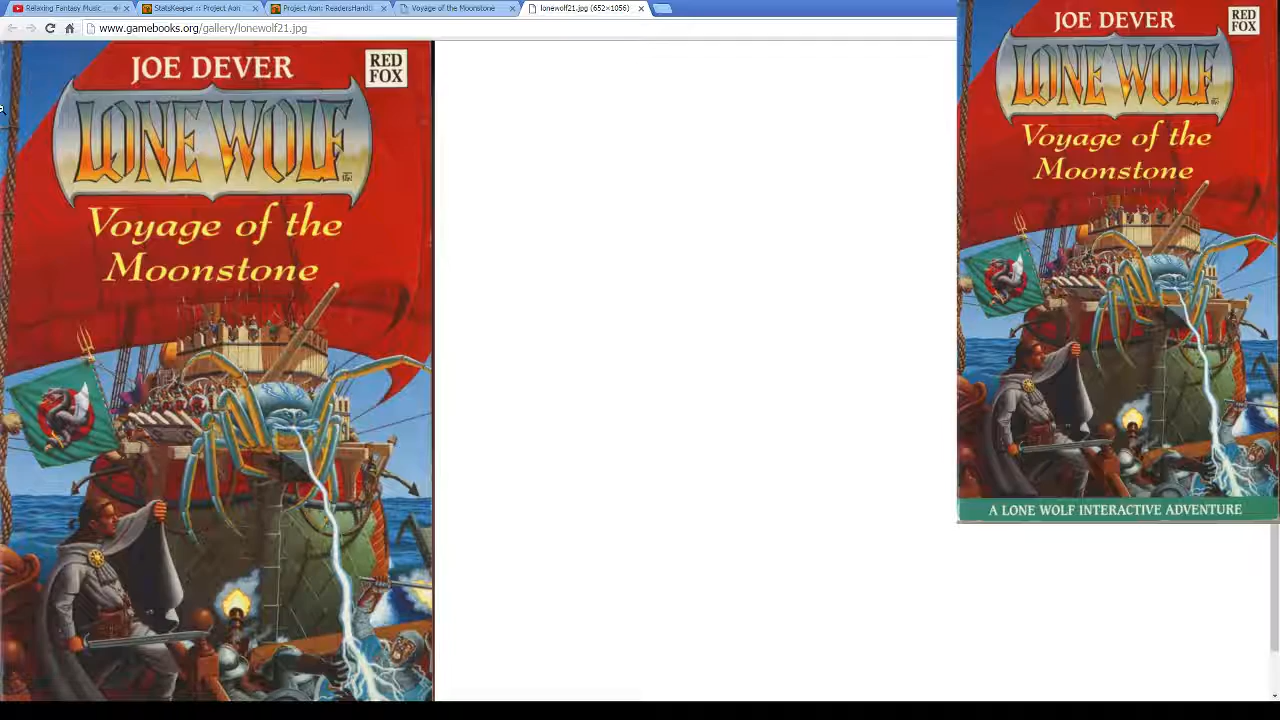 Relaxing Fantasy Music
StatsKeeper :: Project Aon
Project Aon: ReadersHandb
Voyage of the Moonstone
lonewolf21.jpg (652×1056)
www.gamebooks.org/gallery/lonewolf21.jpg
JOE DEVER
RED
FOX
LONE WOLF
Voyage of the
Moonstone
JOE DEVER
RED
FOX
LONE WOLF
Voyage of the
Moonstone
A LONE WOLF INTERACTIVE ADVENTURE